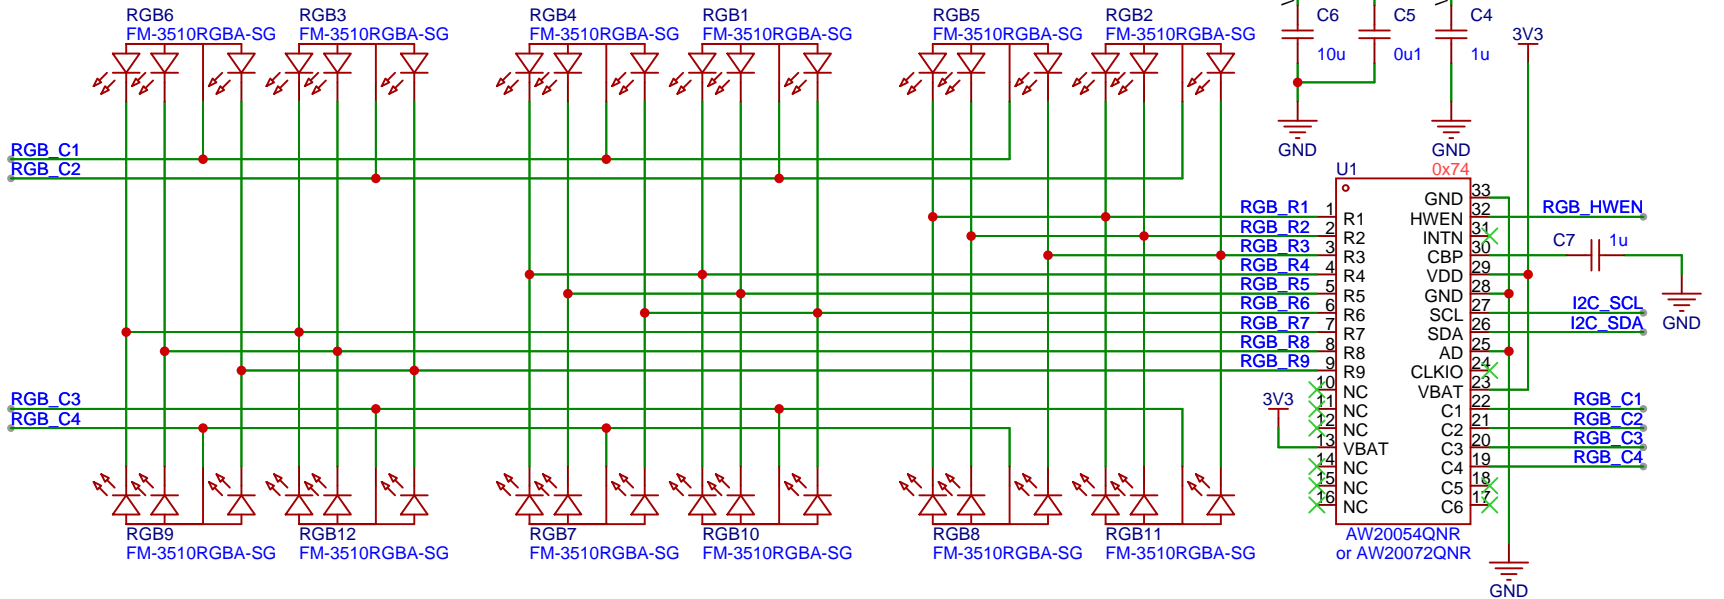 RGB6
FM-3510RGBA-SG
RGB3
FM-3510RGBA-SG
RGB4
FM-3510RGBA-SG
RGB1
FM-3510RGBA-SG
RGB5
FM-3510RGBA-SG
RGB2
FM-3510RGBA-SG
C6
10u
C5
0u1
C4
1u
3V3
GND
GND
RGB_C1
RGB_C2
RGB_C3
RGB_C4
RGB9
FM-3510RGBA-SG
RGB12
FM-3510RGBA-SG
RGB7
FM-3510RGBA-SG
RGB10
FM-3510RGBA-SG
RGB8
FM-3510RGBA-SG
RGB11
FM-3510RGBA-SG
U1
0x74
RGB_R1 1 R1
RGB_R2 2 R2
RGB_R3 3 R3
RGB_R4 4 R4
RGB_R5 5 R5
RGB_R6 6 R6
RGB_R7 7 R7
RGB_R8 8 R8
RGB_R9 9 R9
10 NC
11 NC
12 NC
3V3
13 VBAT
14 NC
15 NC
16 NC
GND 33
HWEN 32 RGB_HWEN
INTN 31
CBP 30
C7 1u
GND
VDD 29
GND 28
SCL 27 I2C_SCL
SDA 26 I2C_SDA
AD 25
CLKIO 24
VBAT 23
C1 22 RGB_C1
C2 21 RGB_C2
C3 20 RGB_C3
C4 19 RGB_C4
C5 18
C6 17
AW20054QNR
or AW20072QNR
GND